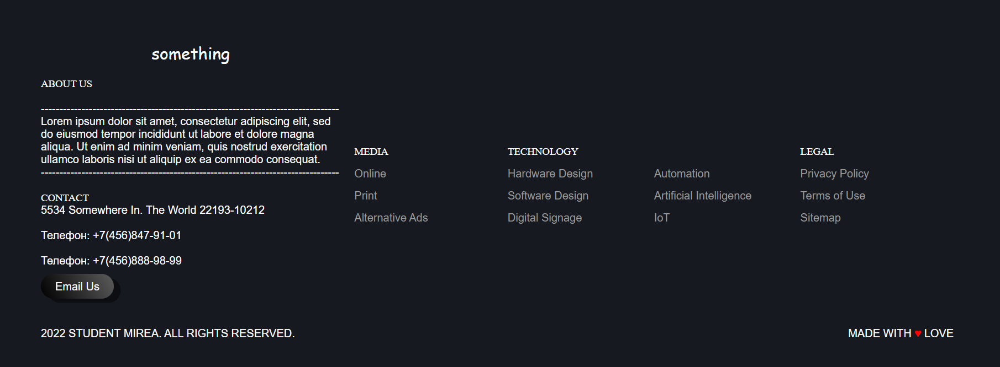 something
ABOUT US
---------------------------------------------------------------------------------
Lorem ipsum dolor sit amet, consectetur adipiscing elit, sed
do eiusmod tempor incididunt ut labore et dolore magna
aliqua. Ut enim ad minim veniam, quis nostrud exercitation
ullamco laboris nisi ut aliquip ex ea commodo consequat.
---------------------------------------------------------------------------------
CONTACT
5534 Somewhere In. The World 22193-10212
Телефон: +7(456)847-91-01
Телефон: +7(456)888-98-99
Email Us
MEDIA
Online
Print
Alternative Ads
TECHNOLOGY
Hardware Design
Software Design
Digital Signage
Automation
Artificial Intelligence
IoT
LEGAL
Privacy Policy
Terms of Use
Sitemap
2022 STUDENT MIREA. ALL RIGHTS RESERVED.
MADE WITH ♥ LOVE